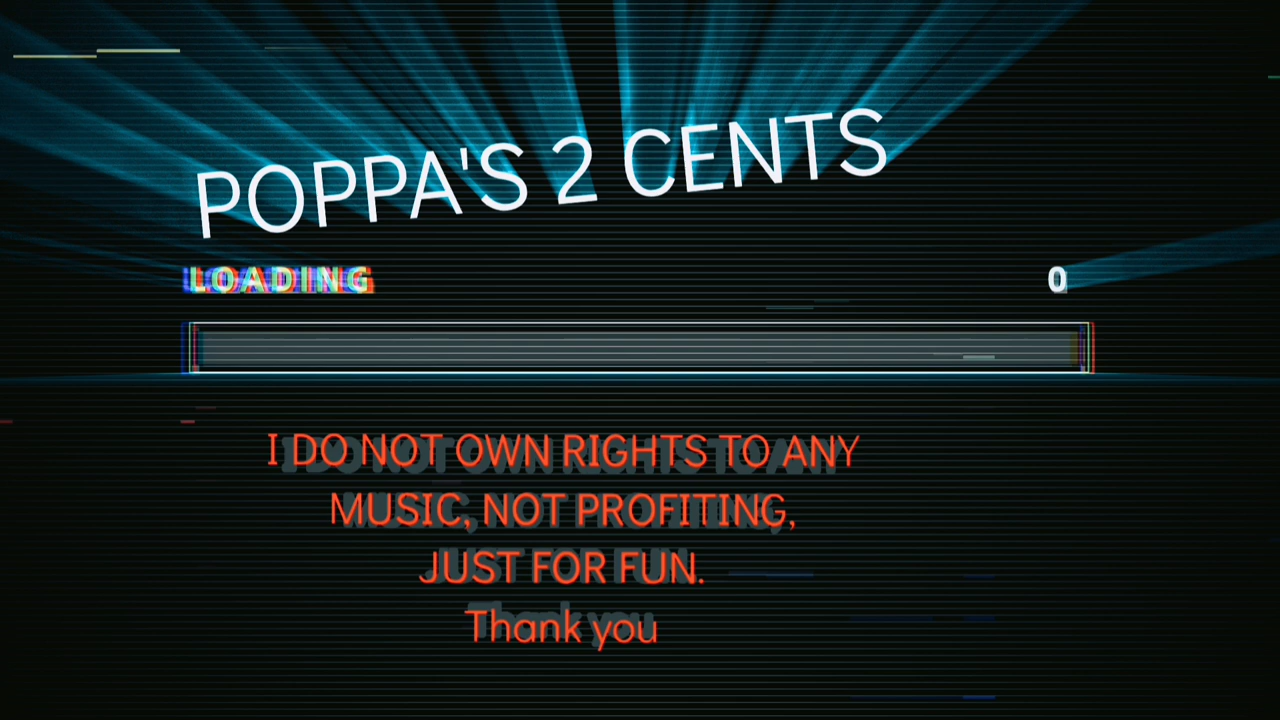 POPPA'S 2 CENTS
LOADING 0
I DO NOT OWN RIGHTS TO ANY
MUSIC, NOT PROFITING,
JUST FOR FUN.
Thank you